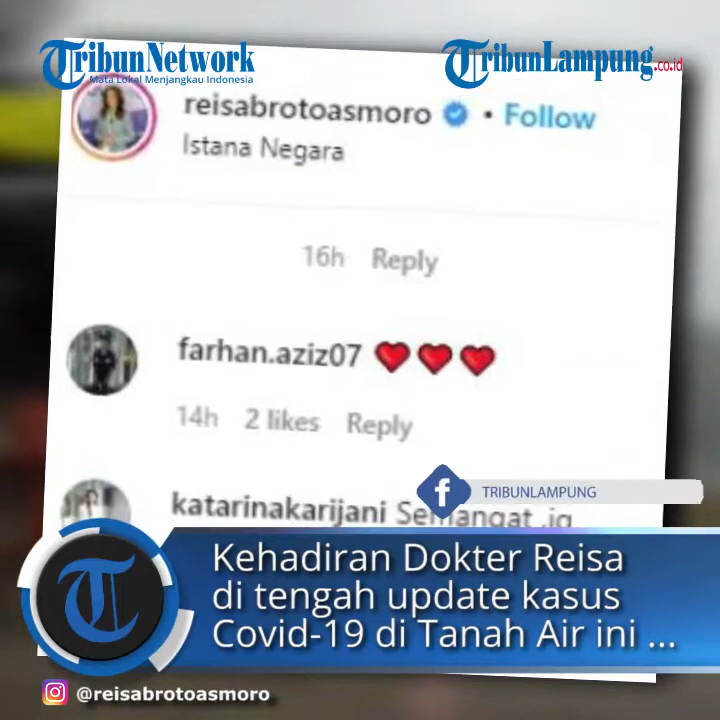 TribunNetwork
Mata Lokal Menjangkau Indonesia
TribunLampung.co.id
reisabrotoasmoro • Follow
Istana Negara
16h Reply
farhan.aziz07 ❤❤❤
14h 2 likes Reply
katarinakarijani Semangat
f TRIBUNLAMPUNG
T
Kehadiran Dokter Reisa
di tengah update kasus
Covid-19 di Tanah Air ini ...
@reisabrotoasmoro